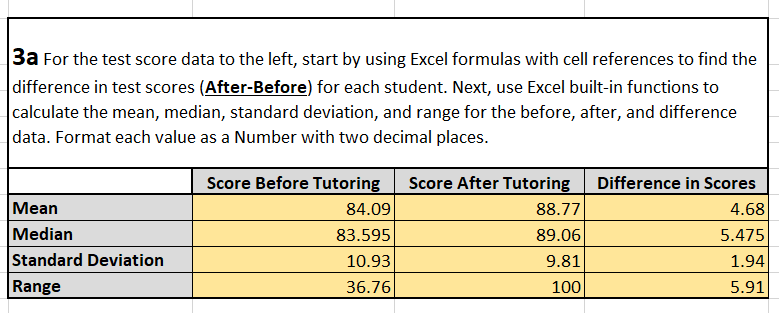 3a For the test score data to the left, start by using Excel formulas with cell references to find the
difference in test scores (After-Before) for each student. Next, use Excel built-in functions to
calculate the mean, median, standard deviation, and range for the before, after, and difference
data. Format each value as a Number with two decimal places.
Score Before Tutoring Score After Tutoring Difference in Scores
Mean 84.09 88.77 4.68
Median 83.595 89.06 5.475
Standard Deviation 10.93 9.81 1.94
Range 36.76 100 5.91